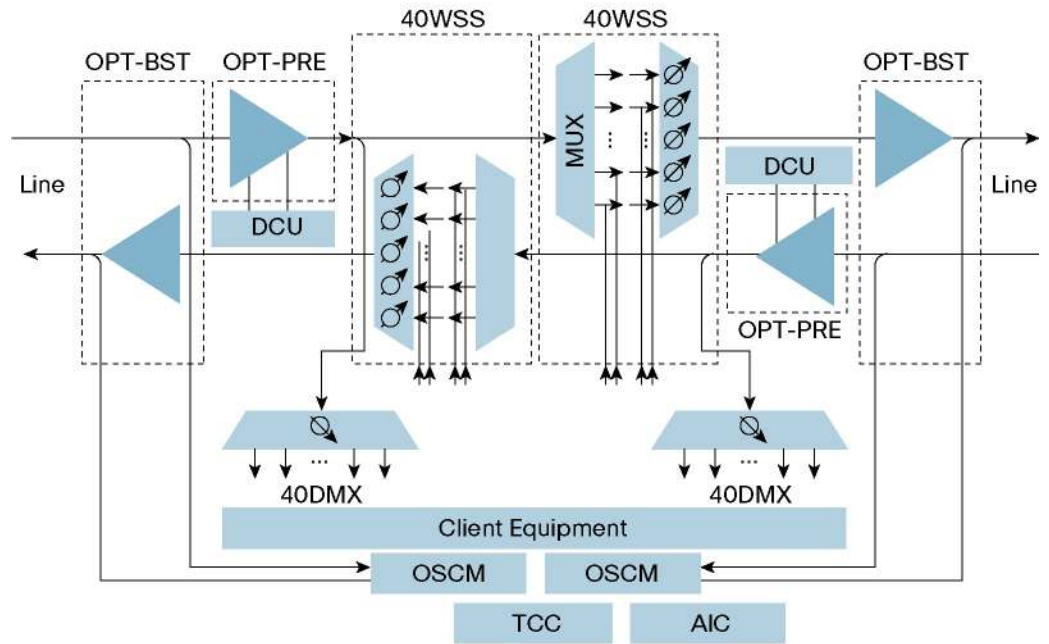 40WSS
40WSS
OPT-BST
OPT-PRE
OPT-BST
MUX
DCU
Line
Line
DCU
OPT-PRE
...
...
40DMX
40DMX
Client Equipment
OSCM
OSCM
TCC
AIC